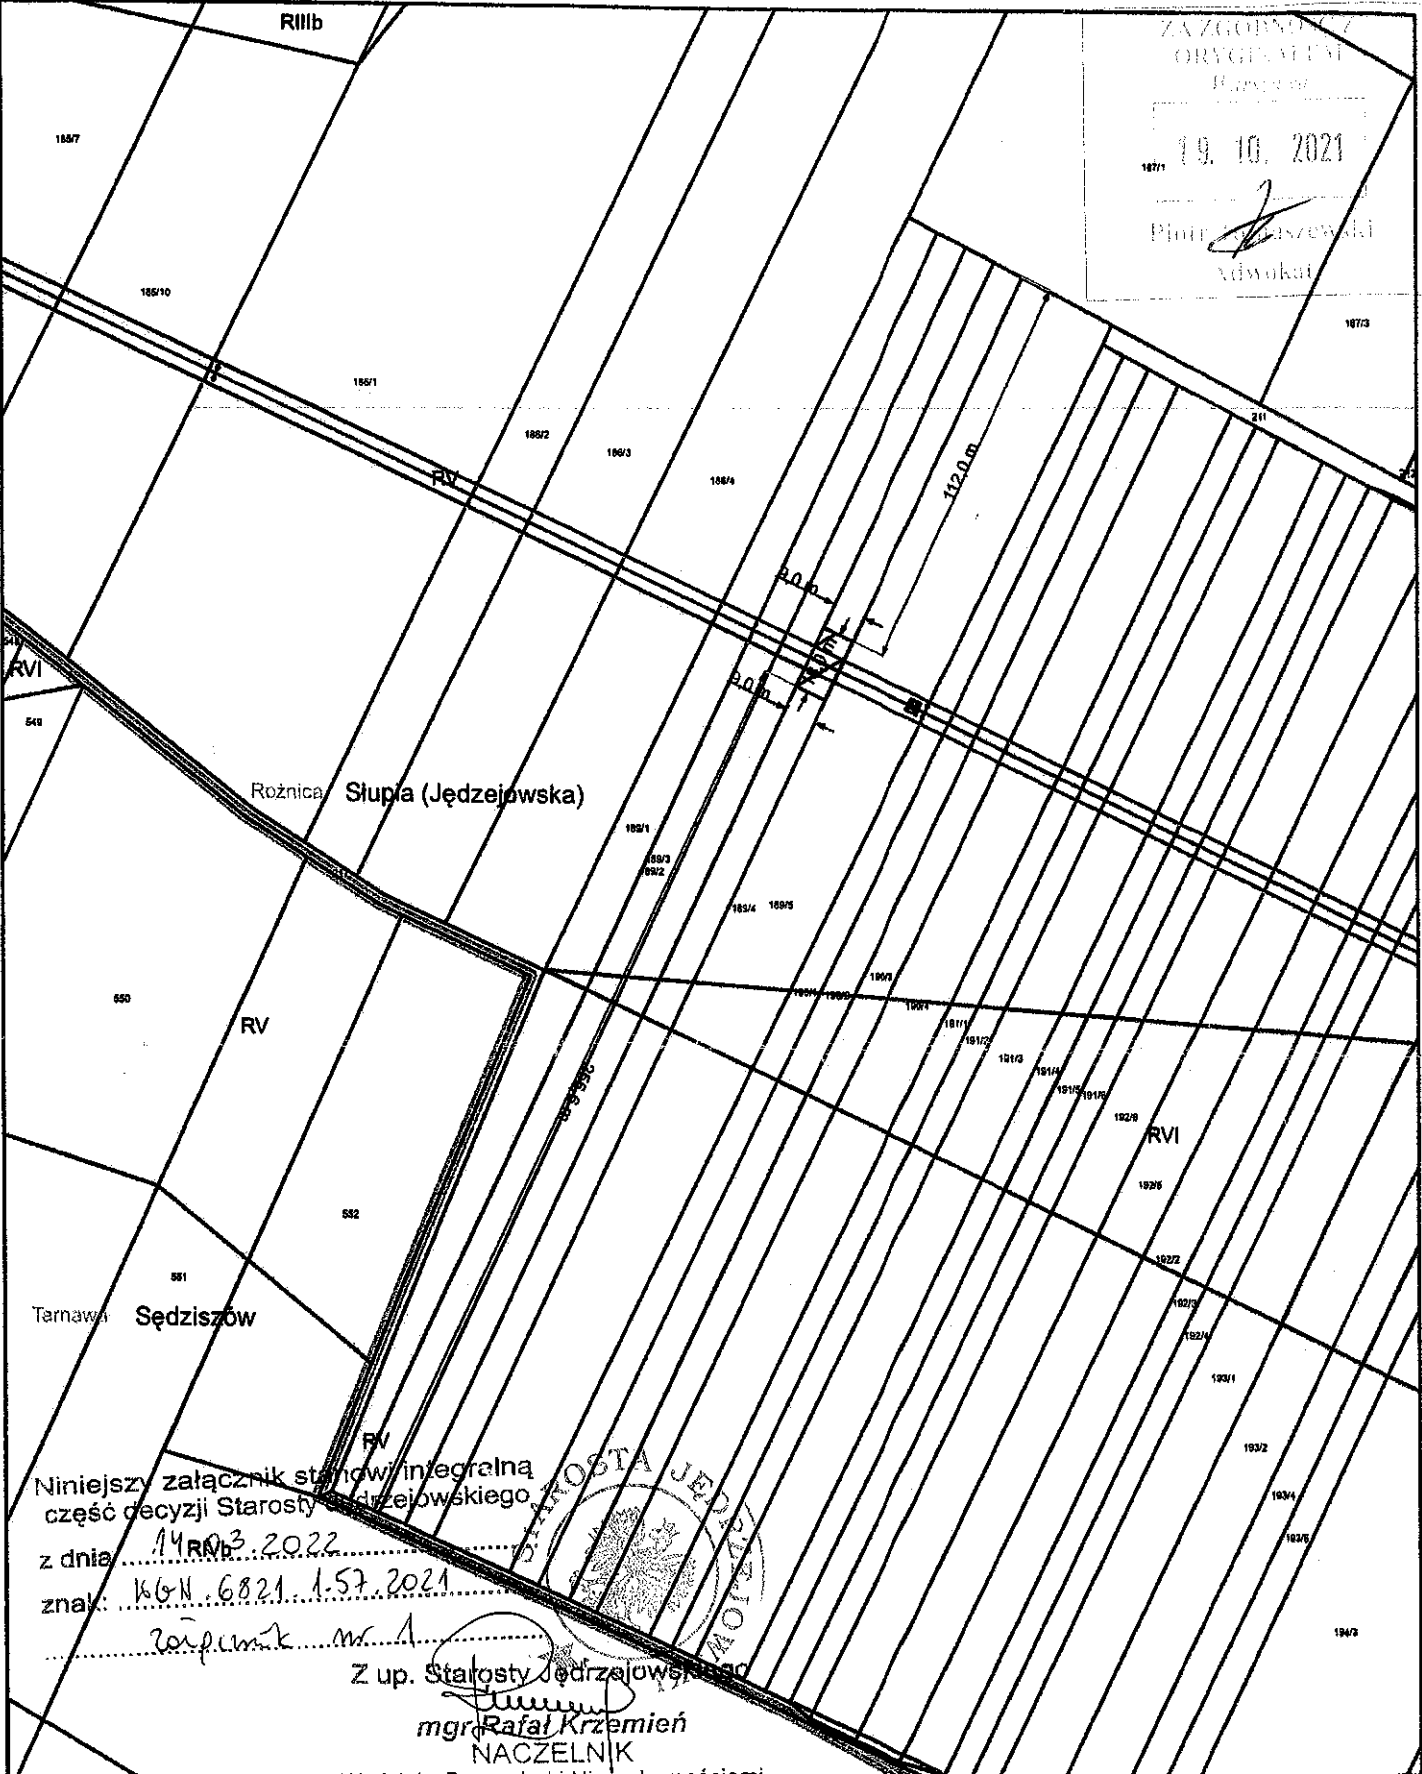 RIIIb
ZA ZGODNOŚĆ Z
ORYGINAŁEM
185/7
19. 10. 2021
187/1
Piotr
Adwokat
185/10
187/3
186/1
211
186/2
186/3
186/4
RV
112,0 m
9,0 m
9,0 m
RVI
549
Rożnica Słupia (Jędzejowska)
189/1
189/3
189/2
189/4 189/5
190/3
190/4
550
RV
191/1
191/2
191/3
191/4
191/5
191/6
192/6
RVI
366,6 m
552
192/2
551
192/3
Tarnawa Sędziszów
192/4
193/1
193/2
RV
193/4
193/5
194/3
Niniejszy załącznik stanowi integralną
część decyzji Starosty Jędrzejowskiego
z dnia 14.03.2022
znak: KGN.6821.1.57.2021
załącznik nr 1
STAROSTA JĘDRZEJOWSKI
Z up. Starosty Jędrzejowskiego
mgr Rafał Krzemień
NACZELNIK